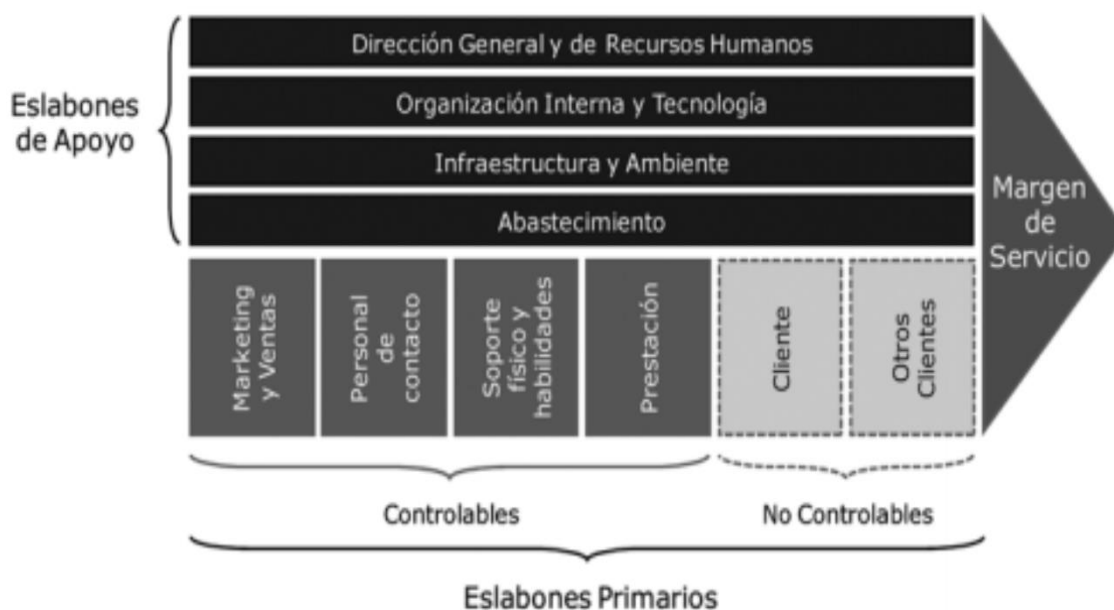 Dirección General y de Recursos Humanos
Organización Interna y Tecnología
Infraestructura y Ambiente
Abastecimiento
Eslabones
de Apoyo
Margen
de
Servicio
Marketing
y Ventas
Personal
de
contacto
Soporte
físico y
habilidades
Prestación
Cliente
Otros
Clientes
Controlables
No Controlables
Eslabones Primarios